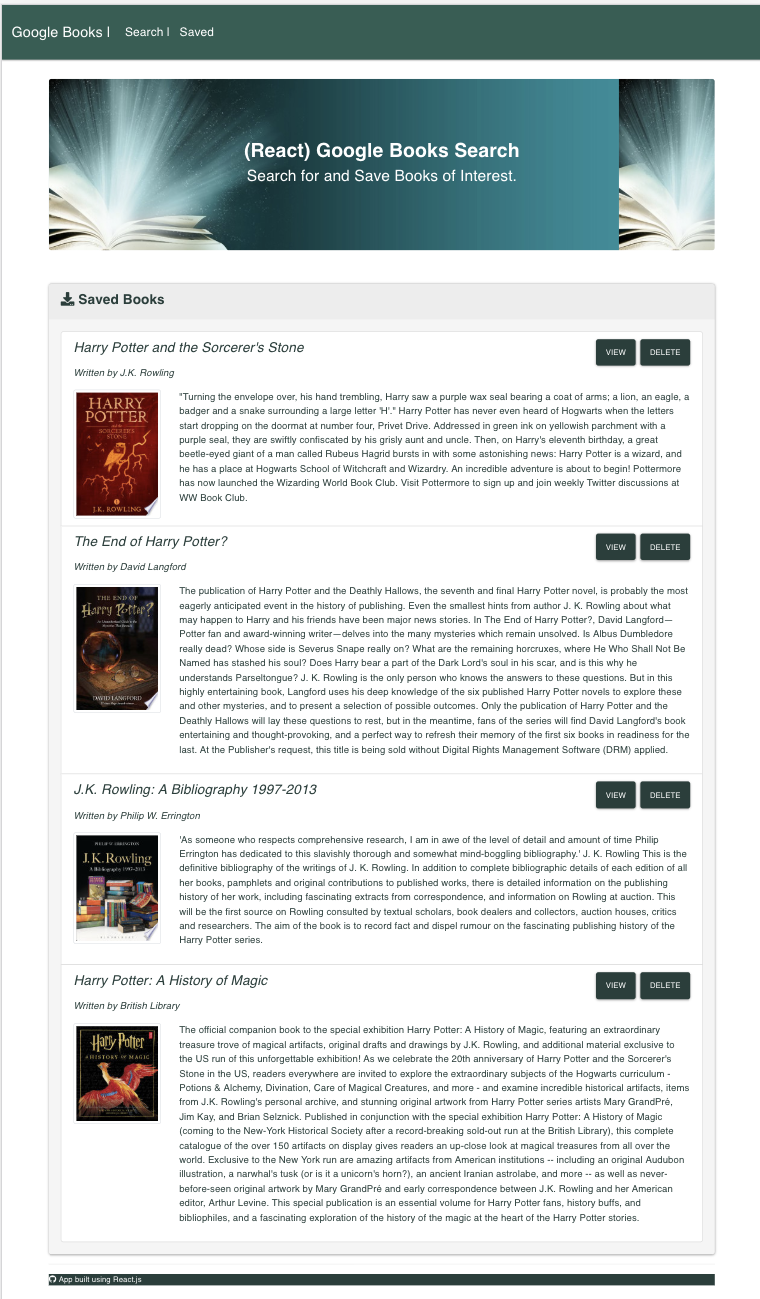 Google Books | Search | Saved
(React) Google Books Search
Search for and Save Books of Interest.
Saved Books
Harry Potter and the Sorcerer's Stone
VIEW DELETE
Written by J.K. Rowling
HARRY
POTTER
and the
SORCERER'S
STONE
J.K. ROWLING
"Turning the envelope over, his hand trembling, Harry saw a purple wax seal bearing a coat of arms; a lion, an eagle, a
badger and a snake surrounding a large letter 'H'." Harry Potter has never even heard of Hogwarts when the letters
start dropping on the doormat at number four, Privet Drive. Addressed in green ink on yellowish parchment with a
purple seal, they are swiftly confiscated by his grisly aunt and uncle. Then, on Harry's eleventh birthday, a great
beetle-eyed giant of a man called Rubeus Hagrid bursts in with some astonishing news: Harry Potter is a wizard, and
he has a place at Hogwarts School of Witchcraft and Wizardry. An incredible adventure is about to begin! Pottermore
has now launched the Wizarding World Book Club. Visit Pottermore to sign up and join weekly Twitter discussions at
WW Book Club.
The End of Harry Potter?
VIEW DELETE
Written by David Langford
THE END OF
Harry Potter?
DAVID LANGFORD
The publication of Harry Potter and the Deathly Hallows, the seventh and final Harry Potter novel, is probably the most
eagerly anticipated event in the history of publishing. Even the smallest hints from author J. K. Rowling about what
may happen to Harry and his friends have been major news stories. In The End of Harry Potter?, David Langford—
Potter fan and award-winning writer—delves into the many mysteries which remain unsolved. Is Albus Dumbledore
really dead? Whose side is Severus Snape really on? What are the remaining horcruxes, where He Who Shall Not Be
Named has stashed his soul? Does Harry bear a part of the Dark Lord's soul in his scar, and is this why he
understands Parseltongue? J. K. Rowling is the only person who knows the answers to these questions. But in this
highly entertaining book, Langford uses his deep knowledge of the six published Harry Potter novels to explore these
and other mysteries, and to present a selection of possible outcomes. Only the publication of Harry Potter and the
Deathly Hallows will lay these questions to rest, but in the meantime, fans of the series will find David Langford's book
entertaining and thought-provoking, and a perfect way to refresh their memory of the first six books in readiness for the
last. At the Publisher's request, this title is being sold without Digital Rights Management Software (DRM) applied.
J.K. Rowling: A Bibliography 1997-2013
VIEW DELETE
Written by Philip W. Errington
PHILIP W. ERRINGTON
J.K.Rowling
A Bibliography 1997-2013
BLOOMSBURY
'As someone who respects comprehensive research, I am in awe of the level of detail and amount of time Philip
Errington has dedicated to this slavishly thorough and somewhat mind-boggling bibliography.' J. K. Rowling This is the
definitive bibliography of the writings of J. K. Rowling. In addition to complete bibliographic details of each edition of all
her books, pamphlets and original contributions to published works, there is detailed information on the publishing
history of her work, including fascinating extracts from correspondence, and information on Rowling at auction. This
will be the first source on Rowling consulted by textual scholars, book dealers and collectors, auction houses, critics
and researchers. The aim of the book is to record fact and dispel rumour on the fascinating publishing history of the
Harry Potter series.
Harry Potter: A History of Magic
VIEW DELETE
Written by British Library
Harry Potter
A HISTORY OF MAGIC
The official companion book to the special exhibition Harry Potter: A History of Magic, featuring an extraordinary
treasure trove of magical artifacts, original drafts and drawings by J.K. Rowling, and additional material exclusive to
the US run of this unforgettable exhibition! As we celebrate the 20th anniversary of Harry Potter and the Sorcerer's
Stone in the US, readers everywhere are invited to explore the extraordinary subjects of the Hogwarts curriculum -
Potions & Alchemy, Divination, Care of Magical Creatures, and more - and examine incredible historical artifacts, items
from J.K. Rowling's personal archive, and stunning original artwork from Harry Potter series artists Mary GrandPré,
Jim Kay, and Brian Selznick. Published in conjunction with the special exhibition Harry Potter: A History of Magic
(coming to the New-York Historical Society after a record-breaking sold-out run at the British Library), this complete
catalogue of the over 150 artifacts on display gives readers an up-close look at magical treasures from all over the
world. Exclusive to the New York run are amazing artifacts from American institutions -- including an original Audubon
illustration, a narwhal's tusk (or is it a unicorn's horn?), an ancient Iranian astrolabe, and more -- as well as never-
before-seen original artwork by Mary GrandPré and early correspondence between J.K. Rowling and her American
editor, Arthur Levine. This special publication is an essential volume for Harry Potter fans, history buffs, and
bibliophiles, and a fascinating exploration of the history of the magic at the heart of the Harry Potter stories.
App built using React.js